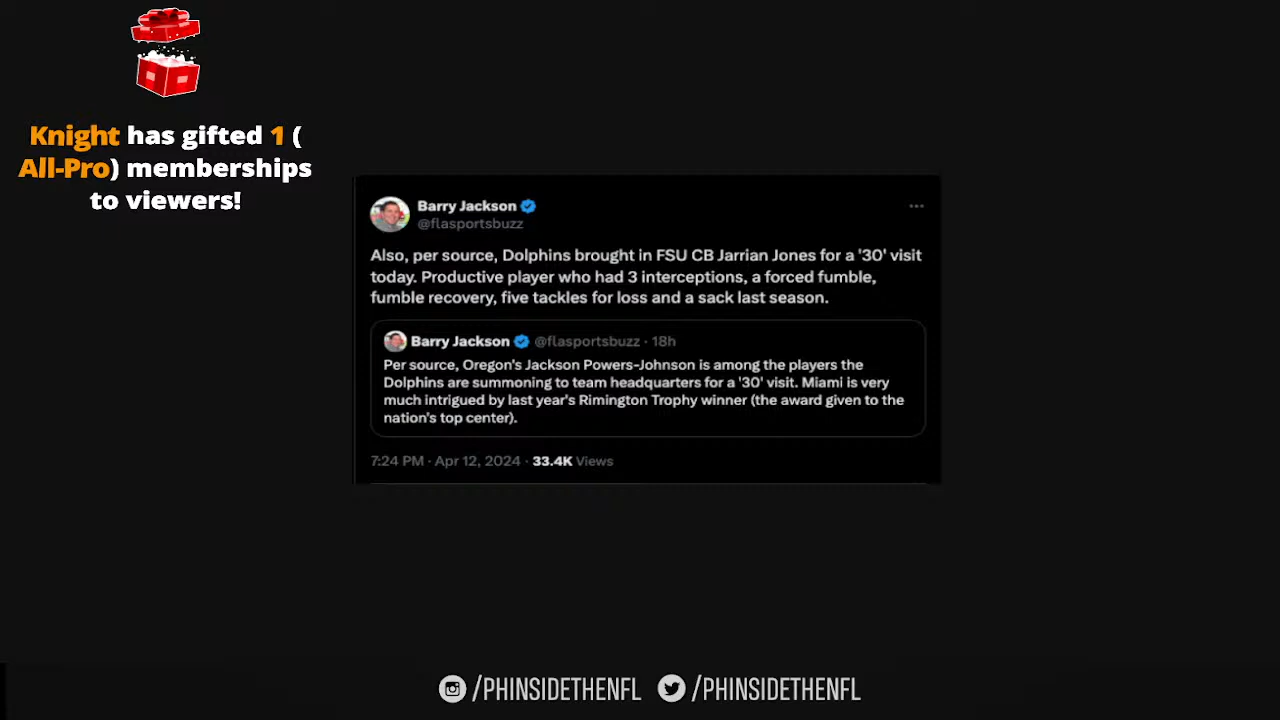 Knight has gifted 1 (
All-Pro) memberships
to viewers!
Barry Jackson
@flasportsbuzz
Also, per source, Dolphins brought in FSU CB Jarrian Jones for a '30' visit
today. Productive player who had 3 interceptions, a forced fumble,
fumble recovery, five tackles for loss and a sack last season.
Barry Jackson @flasportsbuzz · 18h
Per source, Oregon's Jackson Powers-Johnson is among the players the
Dolphins are summoning to team headquarters for a '30' visit. Miami is very
much intrigued by last year's Rimington Trophy winner (the award given to the
nation's top center).
7:24 PM · Apr 12, 2024 · 33.4K Views
/PHINSIDETHENFL /PHINSIDETHENFL